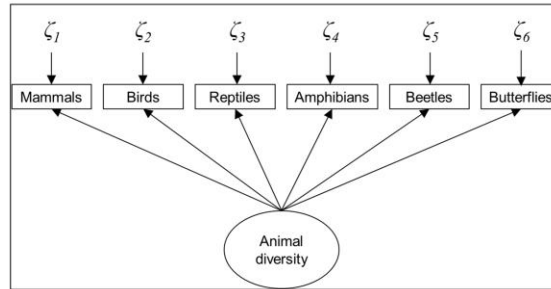 ζ1 ζ2 ζ3 ζ4 ζ5 ζ6
Mammals Birds Reptiles Amphibians Beetles Butterflies
Animal
diversity